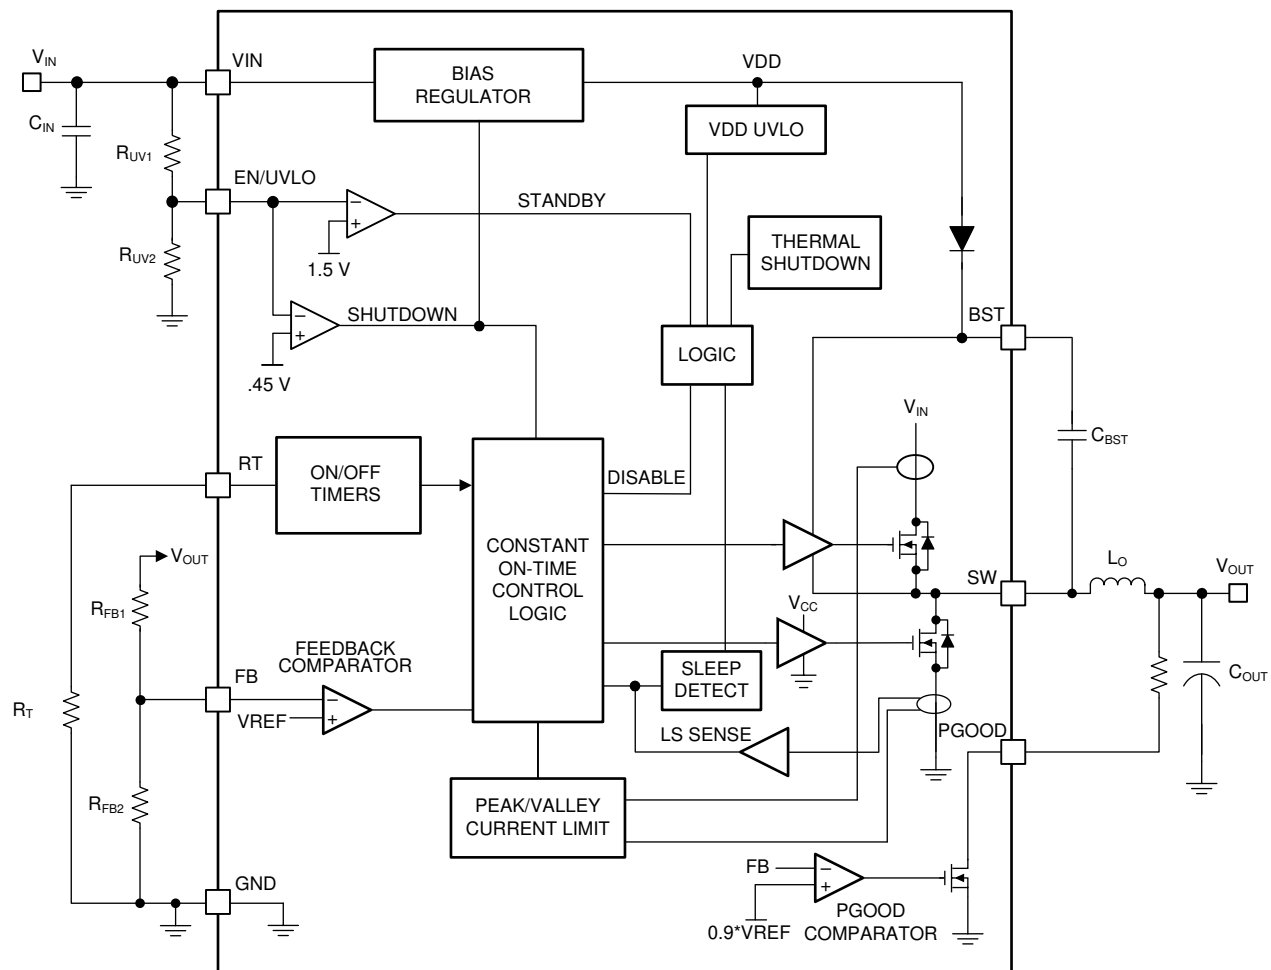 VIN
VIN
BIAS
REGULATOR
VDD
CIN
RUV1
VDD UVLO
EN/UVLO
STANDBY
−
+
1.5 V
RUV2
THERMAL
SHUTDOWN
SHUTDOWN
−
+
.45 V
BST
LOGIC
VIN
CBST
RT
ON/OFF
TIMERS
DISABLE
CONSTANT
ON-TIME
CONTROL
LOGIC
VOUT
SW
LO
VOUT
RFB1
VCC
FEEDBACK
COMPARATOR
FB
−
+
VREF
SLEEP
DETECT
COUT
RT
LS SENSE
PGOOD
RFB2
PEAK/VALLEY
CURRENT LIMIT
FB
−
+
GND
0.9*VREF
PGOOD
COMPARATOR